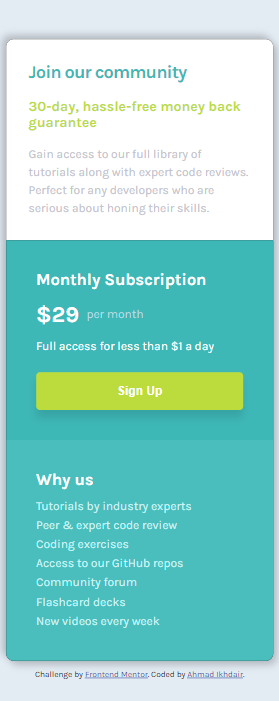 Join our community
30-day, hassle-free money back
guarantee
Gain access to our full library of
tutorials along with expert code reviews.
Perfect for any developers who are
serious about honing their skills.
Monthly Subscription
$29 per month
Full access for less than $1 a day
Sign Up
Why us
Tutorials by industry experts
Peer & expert code review
Coding exercises
Access to our GitHub repos
Community forum
Flashcard decks
New videos every week
Challenge by Frontend Mentor. Coded by Ahmad Ikhdair.